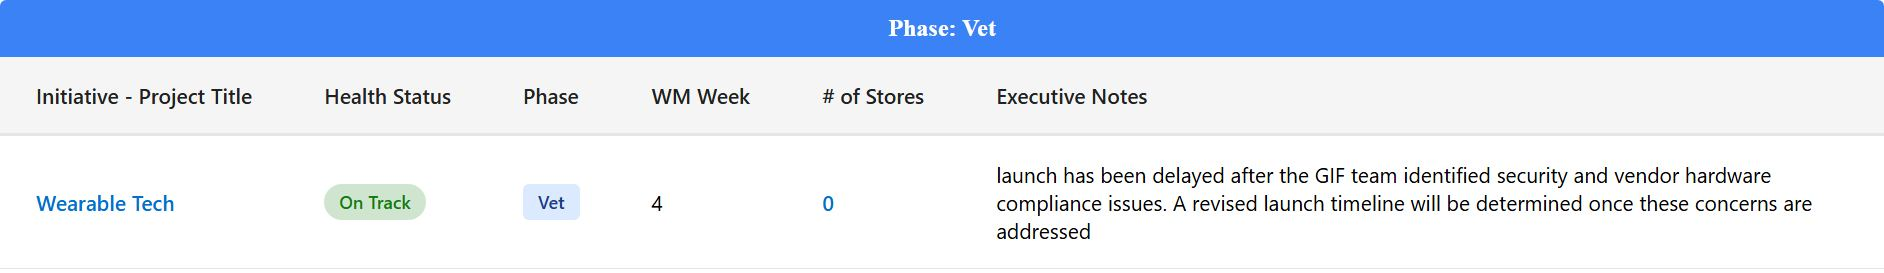 Phase: Vet
Initiative - Project Title Health Status Phase WM Week # of Stores Executive Notes
Wearable Tech On Track Vet 4 0 launch has been delayed after the GIF team identified security and vendor hardware
compliance issues. A revised launch timeline will be determined once these concerns are
addressed